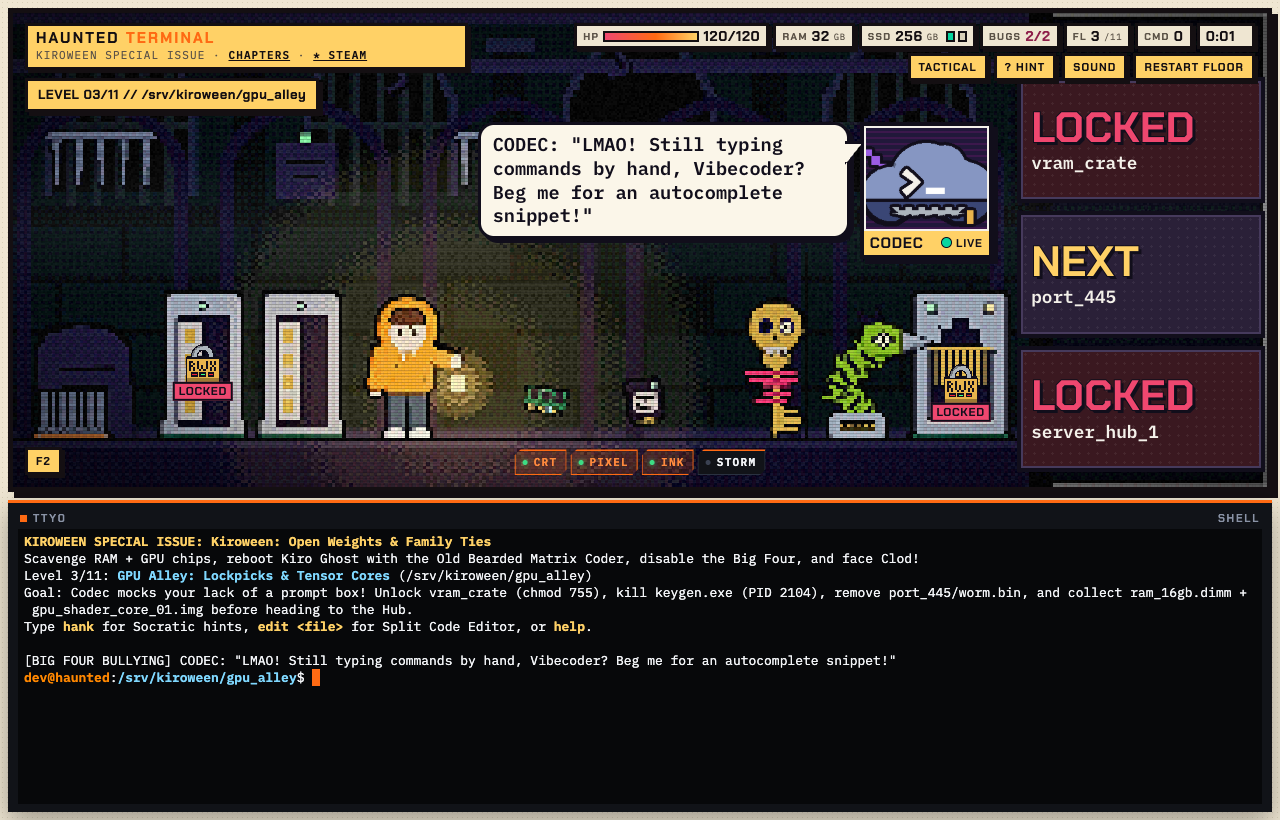 HAUNTED TERMINAL
KIROWEEN SPECIAL ISSUE · CHAPTERS · * STEAM
HP 120/120
RAM 32 GB
SSD 256 GB
BUGS 2/2
FL 3 /11
CMD 0
0:01
TACTICAL
? HINT
SOUND
RESTART FLOOR
LEVEL 03/11 // /srv/kiroween/gpu_alley
CODEC: "LMAO! Still typing
commands by hand, Vibecoder?
Beg me for an autocomplete
snippet!"
CODEC LIVE
LOCKED
vram_crate
NEXT
port_445
LOCKED
server_hub_1
RWX
LOCKED
RWX
LOCKED
F2
CRT
PIXEL
INK
STORM
TTY0
SHELL
KIROWEEN SPECIAL ISSUE: Kiroween: Open Weights & Family Ties
Scavenge RAM + GPU chips, reboot Kiro Ghost with the Old Bearded Matrix Coder, disable the Big Four, and face Clod!
Level 3/11: GPU Alley: Lockpicks & Tensor Cores (/srv/kiroween/gpu_alley)
Goal: Codec mocks your lack of a prompt box! Unlock vram_crate (chmod 755), kill keygen.exe (PID 2104), remove port_445/worm.bin, and collect ram_16gb.dimm +
gpu_shader_core_01.img before heading to the Hub.
Type hank for Socratic hints, edit <file> for Split Code Editor, or help.
[BIG FOUR BULLYING] CODEC: "LMAO! Still typing commands by hand, Vibecoder? Beg me for an autocomplete snippet!"
dev@haunted:/srv/kiroween/gpu_alley$